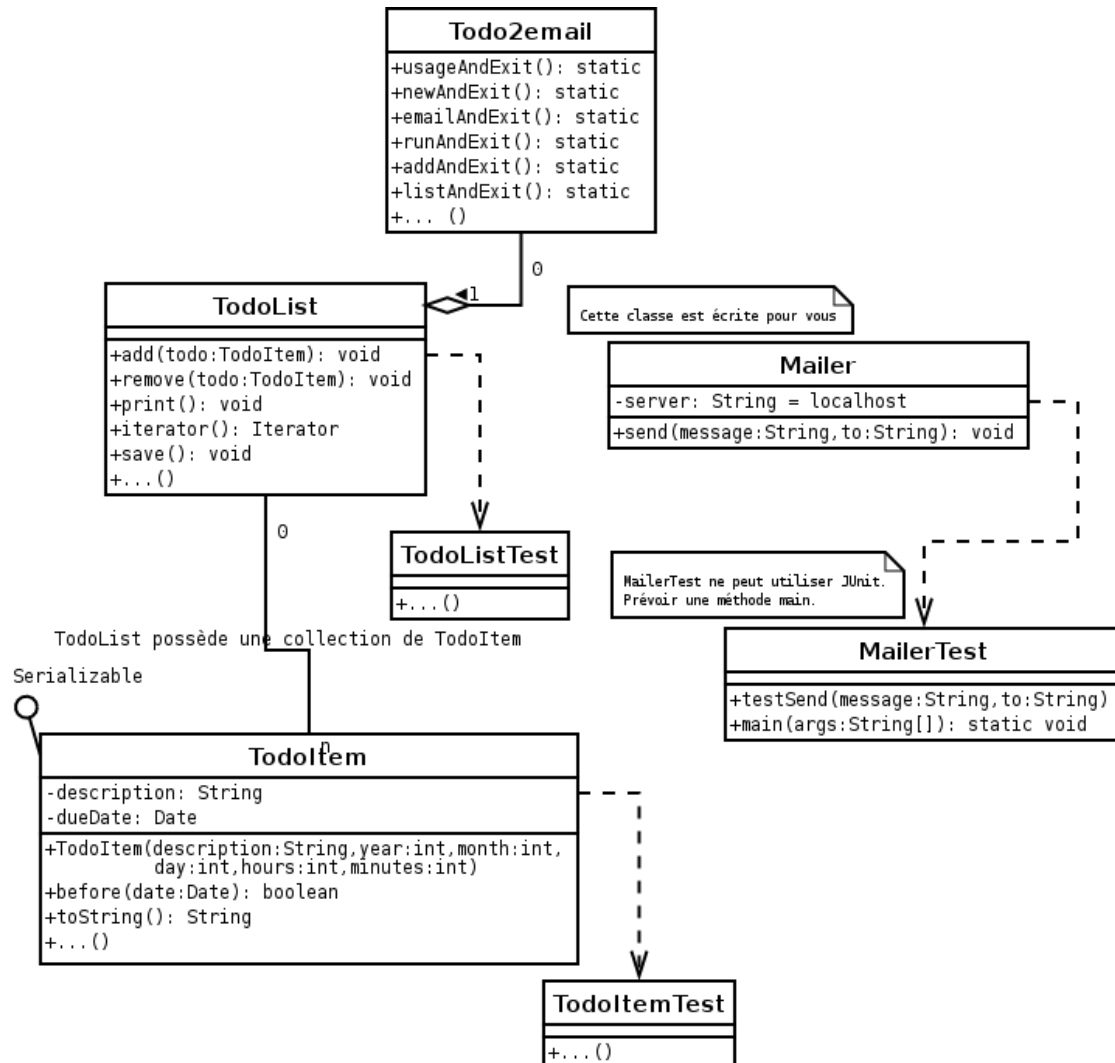 Todo2email
+usageAndExit(): static
+newAndExit(): static
+emailAndExit(): static
+runAndExit(): static
+addAndExit(): static
+listAndExit(): static
+... ()
0
1
TodoList
+add(todo:TodoItem): void
+remove(todo:TodoItem): void
+print(): void
+iterator(): Iterator
+save(): void
+...()
Cette classe est écrite pour vous
Mailer
-server: String = localhost
+send(message:String,to:String): void
0
TodoListTest
+...()
MailerTest ne peut utiliser JUnit.
Prévoir une méthode main.
TodoList possède une collection de TodoItem
MailerTest
+testSend(message:String,to:String)
+main(args:String[]): static void
Serializable
n
TodoItem
-description: String
-dueDate: Date
+TodoItem(description:String,year:int,month:int,
day:int,hours:int,minutes:int)
+before(date:Date): boolean
+toString(): String
+...()
TodoItemTest
+...()